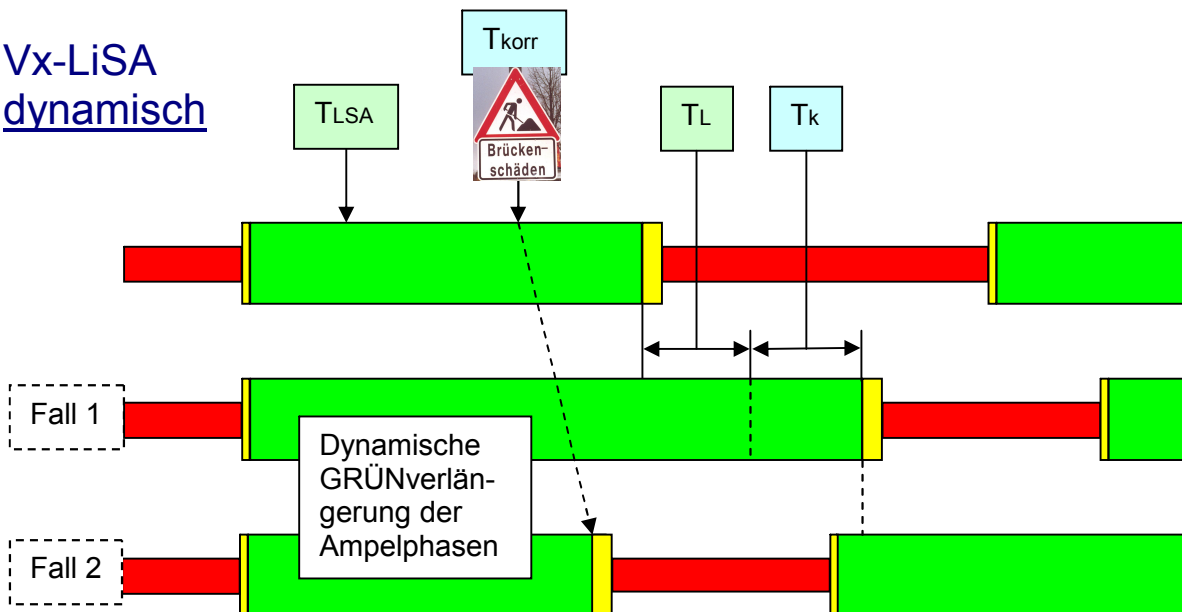 Vx-LiSA
dynamisch
TLSA
Tkorr
Brücken-
schäden
TL
Tk
Fall 1
Dynamische
GRÜNverlän-
gerung der
Ampelphasen
Fall 2